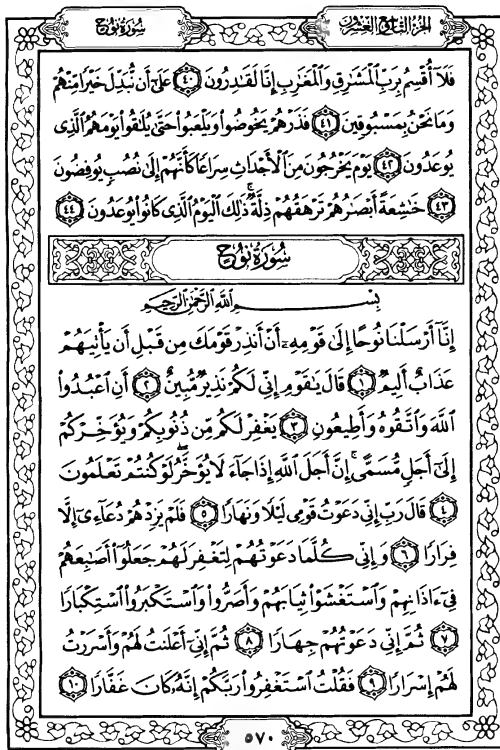 الجزء التاسع والعشرون
سورة نوح
فَلَآ أُقْسِمُ بِرَبِّ ٱلْمَشَٰرِقِ وَٱلْمَغَٰرِبِ إِنَّا لَقَٰدِرُونَ ٤٠ عَلَىٰٓ أَن نُّبَدِّلَ خَيْرًا مِّنْهُمْ
وَمَا نَحْنُ بِمَسْبُوقِينَ ٤١ فَذَرْهُمْ يَخُوضُوا۟ وَيَلْعَبُوا۟ حَتَّىٰ يُلَٰقُوا۟ يَوْمَهُمُ ٱلَّذِى
يُوعَدُونَ ٤٢ يَوْمَ يَخْرُجُونَ مِنَ ٱلْأَجْدَاثِ سِرَاعًا كَأَنَّهُمْ إِلَىٰ نُصُبٍ يُوفِضُونَ
٤٣ خَٰشِعَةً أَبْصَٰرُهُمْ تَرْهَقُهُمْ ذِلَّةٌ ۚ ذَٰلِكَ ٱلْيَوْمُ ٱلَّذِى كَانُوا۟ يُوعَدُونَ ٤٤
سورة نوح
بِسْمِ ٱللَّهِ ٱلرَّحْمَٰنِ ٱلرَّحِيمِ
إِنَّآ أَرْسَلْنَا نُوحًا إِلَىٰ قَوْمِهِۦٓ أَنْ أَنذِرْ قَوْمَكَ مِن قَبْلِ أَن يَأْتِيَهُمْ
عَذَابٌ أَلِيمٌ ١ قَالَ يَٰقَوْمِ إِنِّى لَكُمْ نَذِيرٌ مُّبِينٌ ٢ أَنِ ٱعْبُدُوا۟
ٱللَّهَ وَٱتَّقُوهُ وَأَطِيعُونِ ٣ يَغْفِرْ لَكُم مِّن ذُنُوبِكُمْ وَيُؤَخِّرْكُمْ
إِلَىٰٓ أَجَلٍ مُّسَمًّى ۚ إِنَّ أَجَلَ ٱللَّهِ إِذَا جَآءَ لَا يُؤَخَّرُ ۖ لَوْ كُنتُمْ تَعْلَمُونَ
٤ قَالَ رَبِّ إِنِّى دَعَوْتُ قَوْمِى لَيْلًا وَنَهَارًا ٥ فَلَمْ يَزِدْهُمْ دُعَآءِىٓ إِلَّا
فِرَارًا ٦ وَإِنِّى كُلَّمَا دَعَوْتُهُمْ لِتَغْفِرَ لَهُمْ جَعَلُوٓا۟ أَصَٰبِعَهُمْ
فِىٓ ءَاذَانِهِمْ وَٱسْتَغْشَوْا۟ ثِيَابَهُمْ وَأَصَرُّوا۟ وَٱسْتَكْبَرُوا۟ ٱسْتِكْبَارًا
٧ ثُمَّ إِنِّى دَعَوْتُهُمْ جِهَارًا ٨ ثُمَّ إِنِّىٓ أَعْلَنتُ لَهُمْ وَأَسْرَرْتُ
لَهُمْ إِسْرَارًا ٩ فَقُلْتُ ٱسْتَغْفِرُوا۟ رَبَّكُمْ إِنَّهُۥ كَانَ غَفَّارًا ١٠
٥٧٠